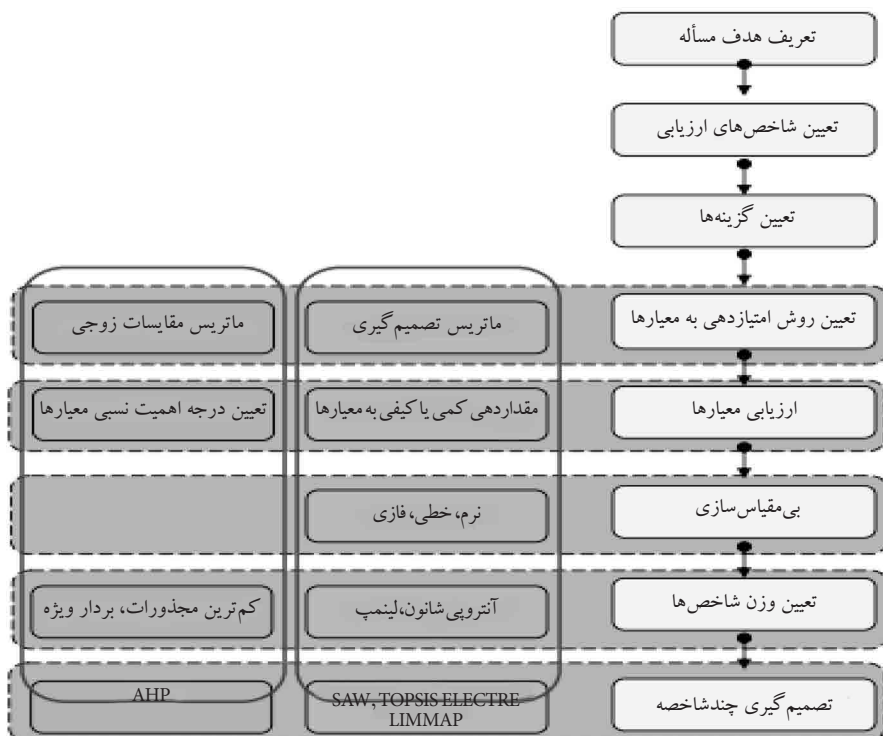 تعریف هدف مسأله
تعیین شاخص‌های ارزیابی
تعیین گزینه‌ها
تعیین روش امتیازدهی به معیارها
ماتریس تصمیم‌گیری
ماتریس مقایسات زوجی
ارزیابی معیارها
مقداردهی کمی یا کیفی به معیارها
تعیین درجه اهمیت نسبی معیارها
بی‌مقیاس‌سازی
نرم، خطی، فازی
تعیین وزن شاخص‌ها
آنتروپی شانون، لینمپ
کم‌ترین مجذورات، بردار ویژه
تصمیم‌گیری چندشاخصه
SAW, TOPSIS ELECTRE
LIMMAP
AHP